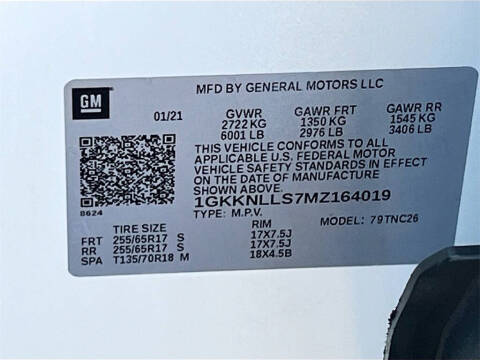 GM
MFD BY GENERAL MOTORS LLC
01/21 GVWR GAWR FRT GAWR RR
2722 KG 1350 KG 1545 KG
6001 LB 2976 LB 3406 LB
THIS VEHICLE CONFORMS TO ALL
APPLICABLE U.S. FEDERAL MOTOR
VEHICLE SAFETY STANDARDS IN EFFECT
ON THE DATE OF MANUFACTURE
SHOWN ABOVE.
1GKKNLLS7MZ164019
8624
TYPE: M.P.V. MODEL: 79TNC26
TIRE SIZE RIM
FRT 255/65R17 S 17X7.5J
RR 255/65R17 S 17X7.5J
SPA T135/70R18 M 18X4.5B